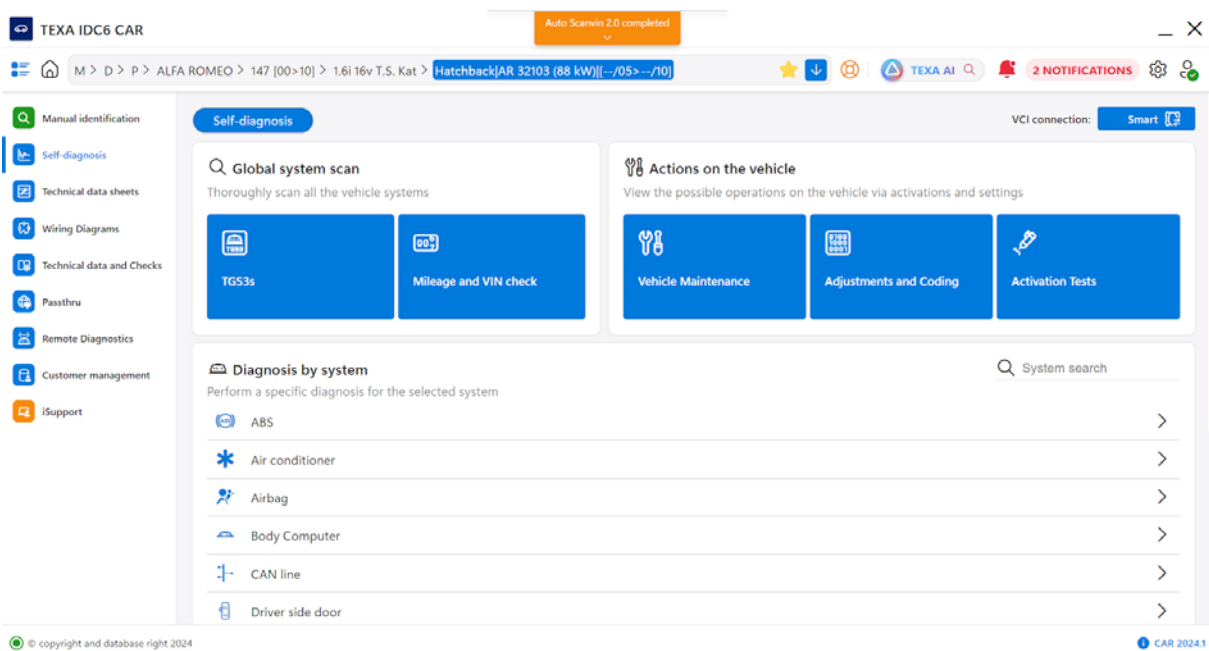 TEXA IDC6 CAR
Auto Scanvin 2.0 completed
M > D > P > ALFA ROMEO > 147 [00>10] > 1.6i 16v T.S. Kat > Hatchback|AR 32103 (88 kW)|[--/05>--/10]
TEXA AI
2 NOTIFICATIONS
Manual identification
Self-diagnosis
Technical data sheets
Wiring Diagrams
Technical data and Checks
Passthru
Remote Diagnostics
Customer management
iSupport
Self-diagnosis
VCI connection:
Smart
Global system scan
Thoroughly scan all the vehicle systems
TGS3s
Mileage and VIN check
Actions on the vehicle
View the possible operations on the vehicle via activations and settings
Vehicle Maintenance
Adjustments and Coding
Activation Tests
Diagnosis by system
System search
Perform a specific diagnosis for the selected system
ABS
Air conditioner
Airbag
Body Computer
CAN line
Driver side door
© copyright and database right 2024
CAR 2024.1